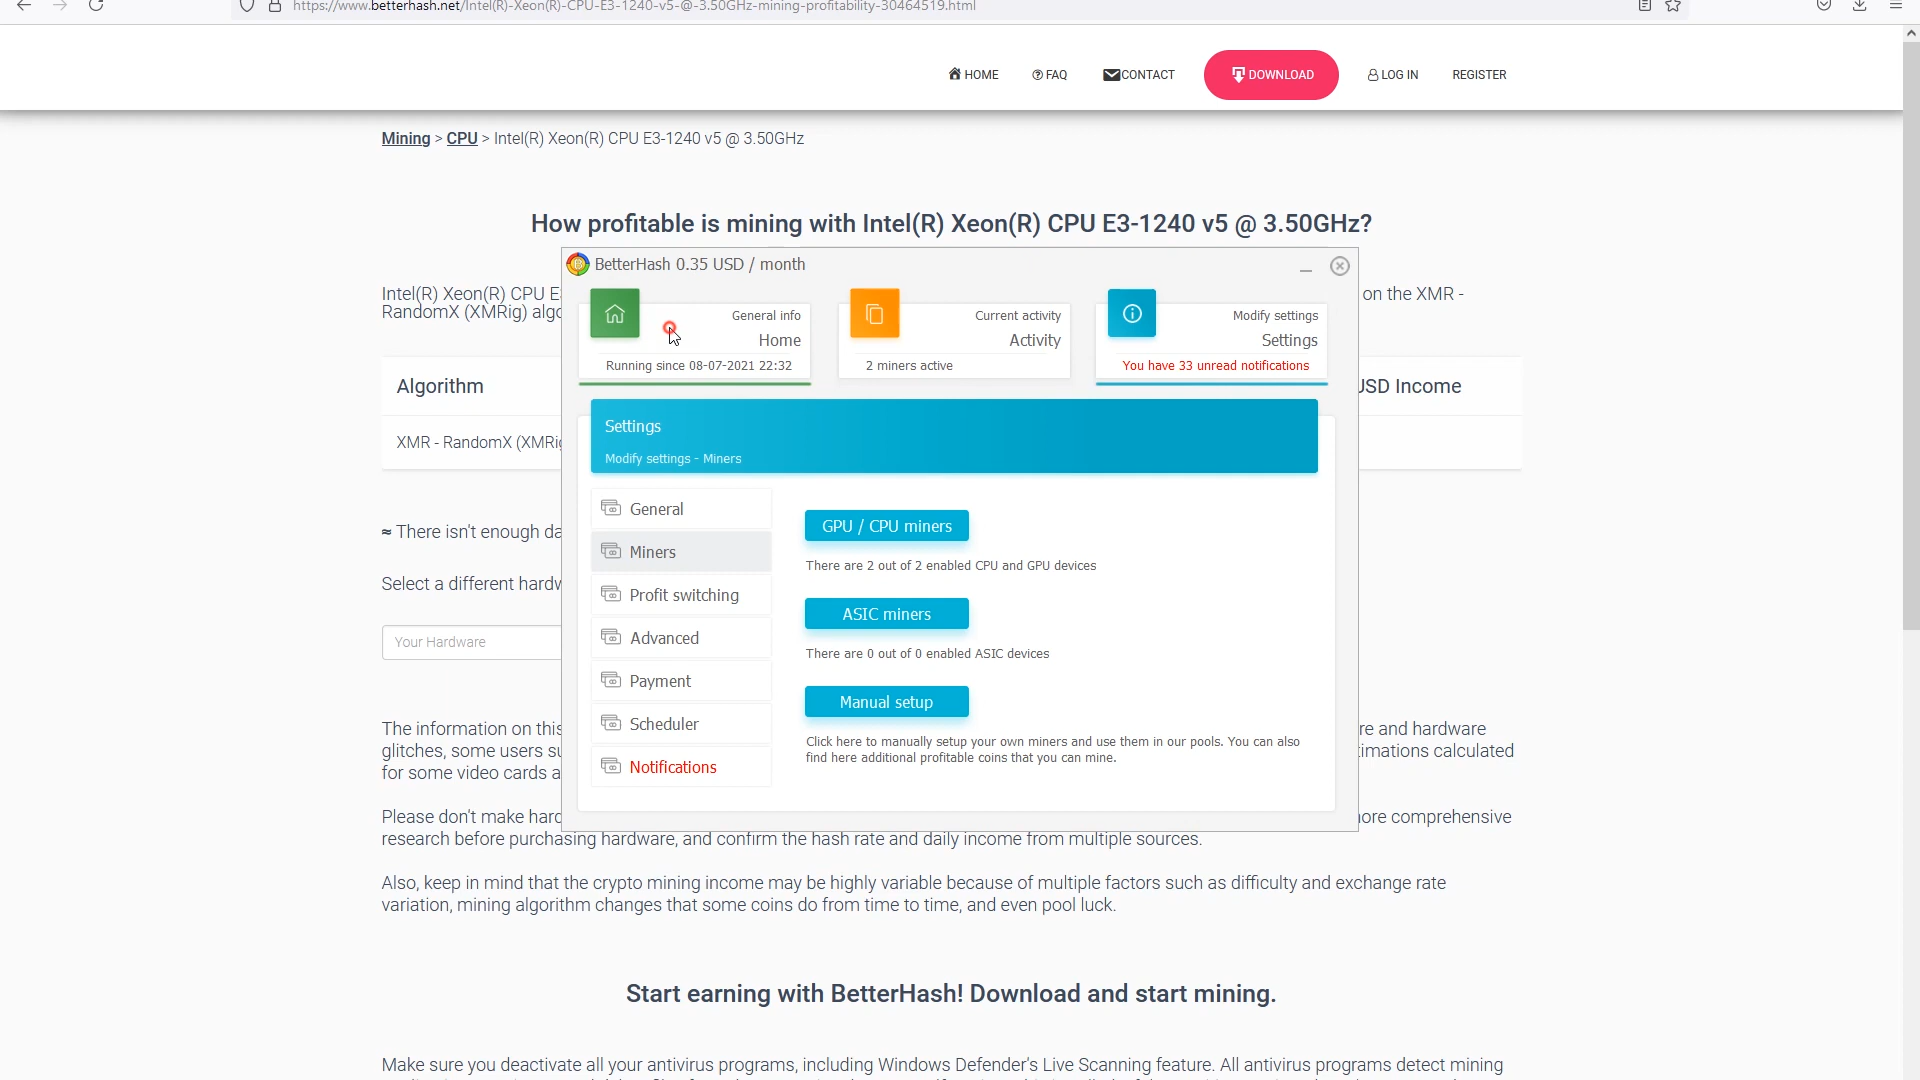 https://www.betterhash.net/Intel(R)-Xeon(R)-CPU-E3-1240-v5-@-3.50GHz-mining-profitability-30464519.html
HOME FAQ CONTACT DOWNLOAD LOG IN REGISTER
Mining > CPU > Intel(R) Xeon(R) CPU E3-1240 v5 @ 3.50GHz
How profitable is mining with Intel(R) Xeon(R) CPU E3-1240 v5 @ 3.50GHz?
BetterHash 0.35 USD / month
Intel(R) Xeon(R) CPU E
on the XMR -
RandomX (XMRig) algo
General info
Home
Running since 08-07-2021 22:32
Current activity
Activity
2 miners active
Modify settings
Settings
You have 33 unread notifications
Algorithm
USD Income
XMR - RandomX (XMRig
Settings
Modify settings - Miners
General
Miners
Profit switching
Advanced
Payment
Scheduler
Notifications
GPU / CPU miners
There are 2 out of 2 enabled CPU and GPU devices
ASIC miners
There are 0 out of 0 enabled ASIC devices
Manual setup
Click here to manually setup your own miners and use them in our pools. You can also
find here additional profitable coins that you can mine.
≈ There isn't enough da
Select a different hardw
Your Hardware
The information on this
re and hardware
glitches, some users su
imations calculated
for some video cards a
Please don't make hard
ore comprehensive
research before purchasing hardware, and confirm the hash rate and daily income from multiple sources.
Also, keep in mind that the crypto mining income may be highly variable because of multiple factors such as difficulty and exchange rate
variation, mining algorithm changes that some coins do from time to time, and even pool luck.
Start earning with BetterHash! Download and start mining.
Make sure you deactivate all your antivirus programs, including Windows Defender's Live Scanning feature. All antivirus programs detect mining